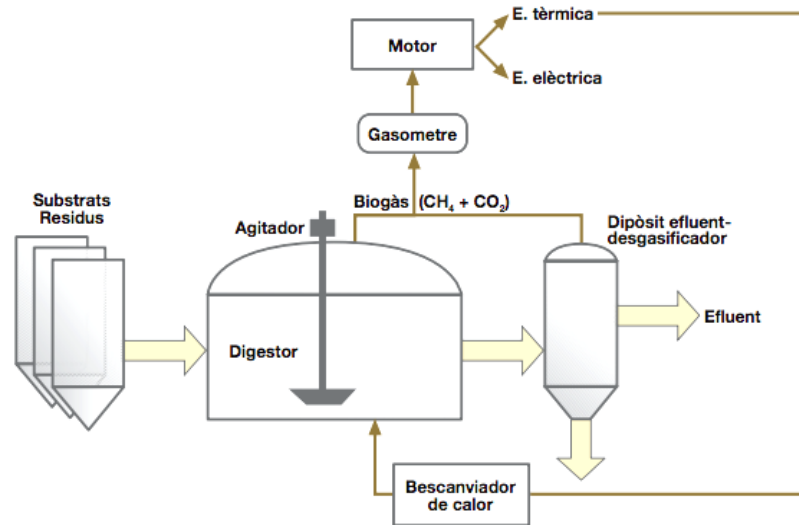 E. tèrmica
Motor
E. elèctrica
Gasometre
Substrats
Residus
Biogàs (CH₄ + CO₂)
Agitador
Dipòsit efluent-
desgasificador
Efluent
Digestor
Bescanviador
de calor